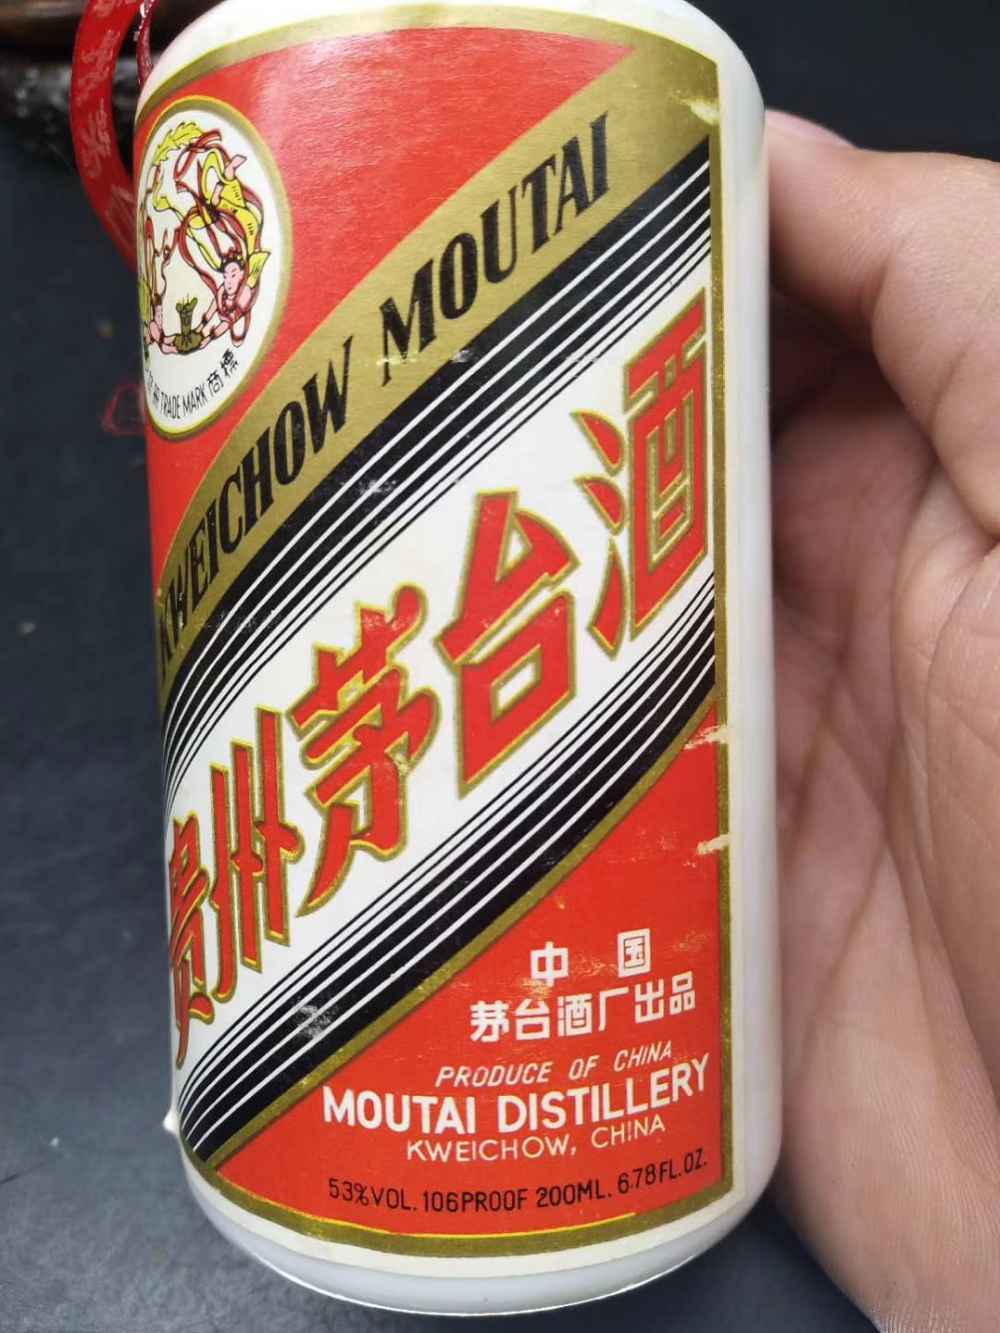 TRADE MARK 商標
KWEICHOW MOUTAI
贵州茅台酒
中国
茅台酒厂出品
PRODUCE OF CHINA
MOUTAI DISTILLERY
KWEICHOW, CHINA
53%VOL. 106PROOF 200ML. 6.78FL.OZ.